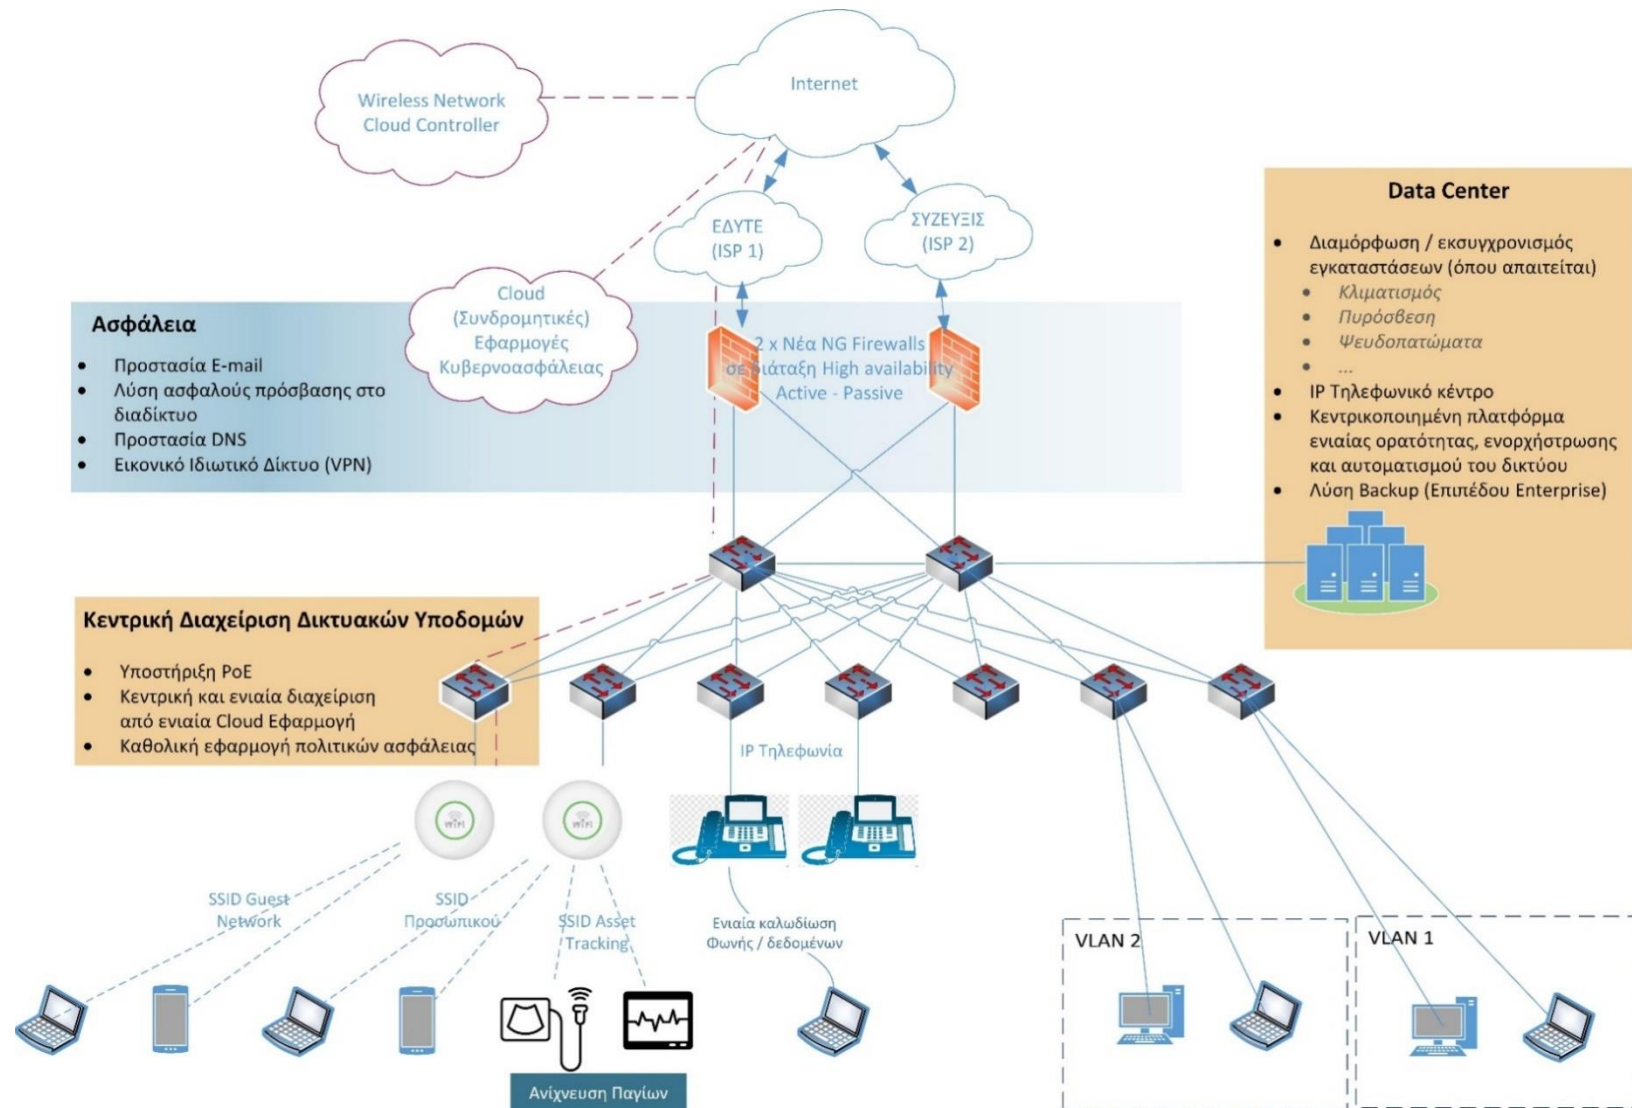 Internet
Wireless Network
Cloud Controller
ΕΔΥΤΕ
(ISP 1)
ΣΥΖΕΥΞΙΣ
(ISP 2)
Data Center
• Διαμόρφωση / εκσυγχρονισμός
εγκαταστάσεων (όπου απαιτείται)
• Κλιματισμός
• Πυρόσβεση
• Ψευδοπατώματα
• ...
• IP Τηλεφωνικό κέντρο
• Κεντρικοποιημένη πλατφόρμα
ενιαίας ορατότητας, ενορχήστρωσης
και αυτοματισμού του δικτύου
• Λύση Backup (Επιπέδου Enterprise)
Cloud
(Συνδρομητικές)
Εφαρμογές
Κυβερνοασφάλειας
Ασφάλεια
• Προστασία E-mail
• Λύση ασφαλούς πρόσβασης στο
διαδίκτυο
• Προστασία DNS
• Εικονικό Ιδιωτικό Δίκτυο (VPN)
2 x Νέα NG Firewalls
σε διάταξη High availability
Active - Passive
Κεντρική Διαχείριση Δικτυακών Υποδομών
• Υποστήριξη PoE
• Κεντρική και ενιαία διαχείριση
από ενιαία Cloud Εφαρμογή
• Καθολική εφαρμογή πολιτικών ασφάλειας
IP Τηλεφωνία
WiFi
WiFi
SSID Guest
Network
SSID
Προσωπικού
SSID Asset
Tracking
Ενιαία καλωδίωση
Φωνής / δεδομένων
VLAN 2
VLAN 1
Ανίχνευση Παγίων